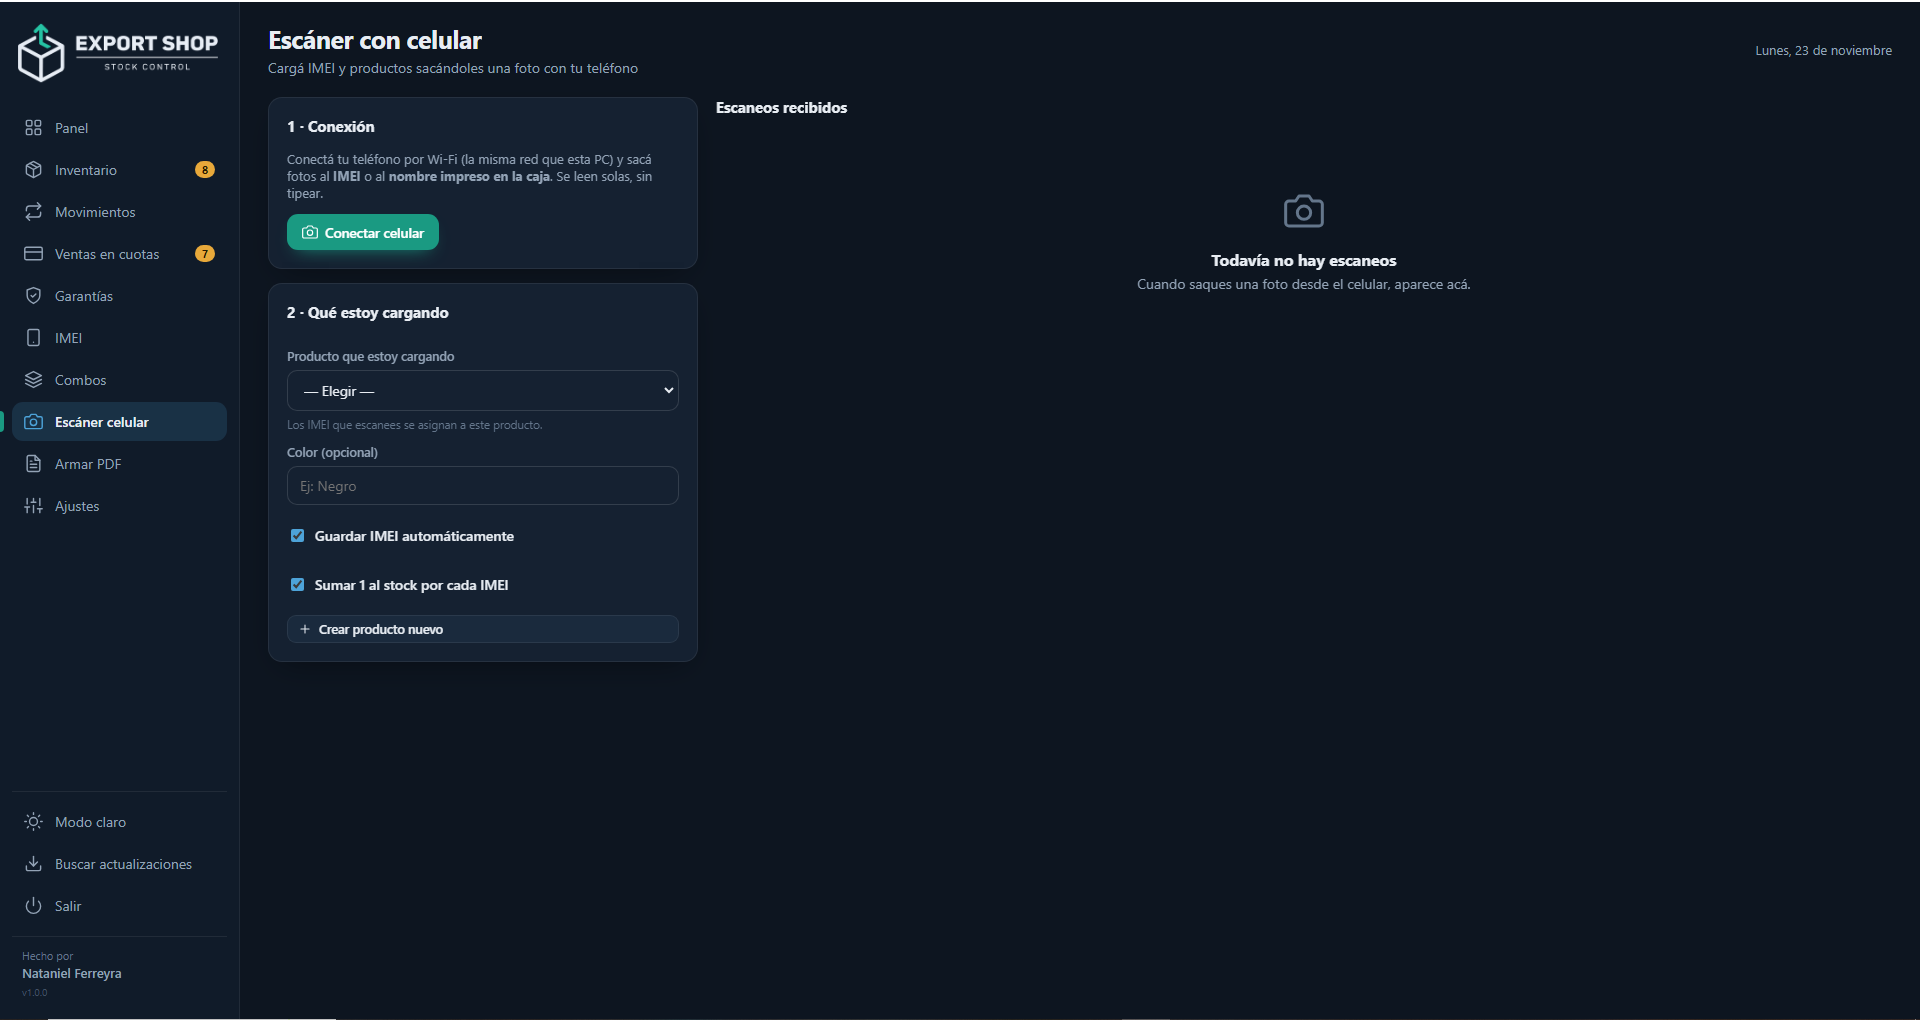 EXPORT SHOP
STOCK CONTROL
Panel
Inventario 8
Movimientos
Ventas en cuotas 7
Garantías
IMEI
Combos
Escáner celular
Armar PDF
Ajustes
Modo claro
Buscar actualizaciones
Salir
Hecho por
Nataniel Ferreyra
v1.0.0
Escáner con celular
Cargá IMEI y productos sacándoles una foto con tu teléfono
Lunes, 23 de noviembre
1 · Conexión
Conectá tu teléfono por Wi-Fi (la misma red que esta PC) y sacá
fotos al IMEI o al nombre impreso en la caja. Se leen solas, sin
tipear.
Conectar celular
2 · Qué estoy cargando
Producto que estoy cargando
— Elegir —
Los IMEI que escanees se asignan a este producto.
Color (opcional)
Ej: Negro
Guardar IMEI automáticamente
Sumar 1 al stock por cada IMEI
+ Crear producto nuevo
Escaneos recibidos
Todavía no hay escaneos
Cuando saques una foto desde el celular, aparece acá.